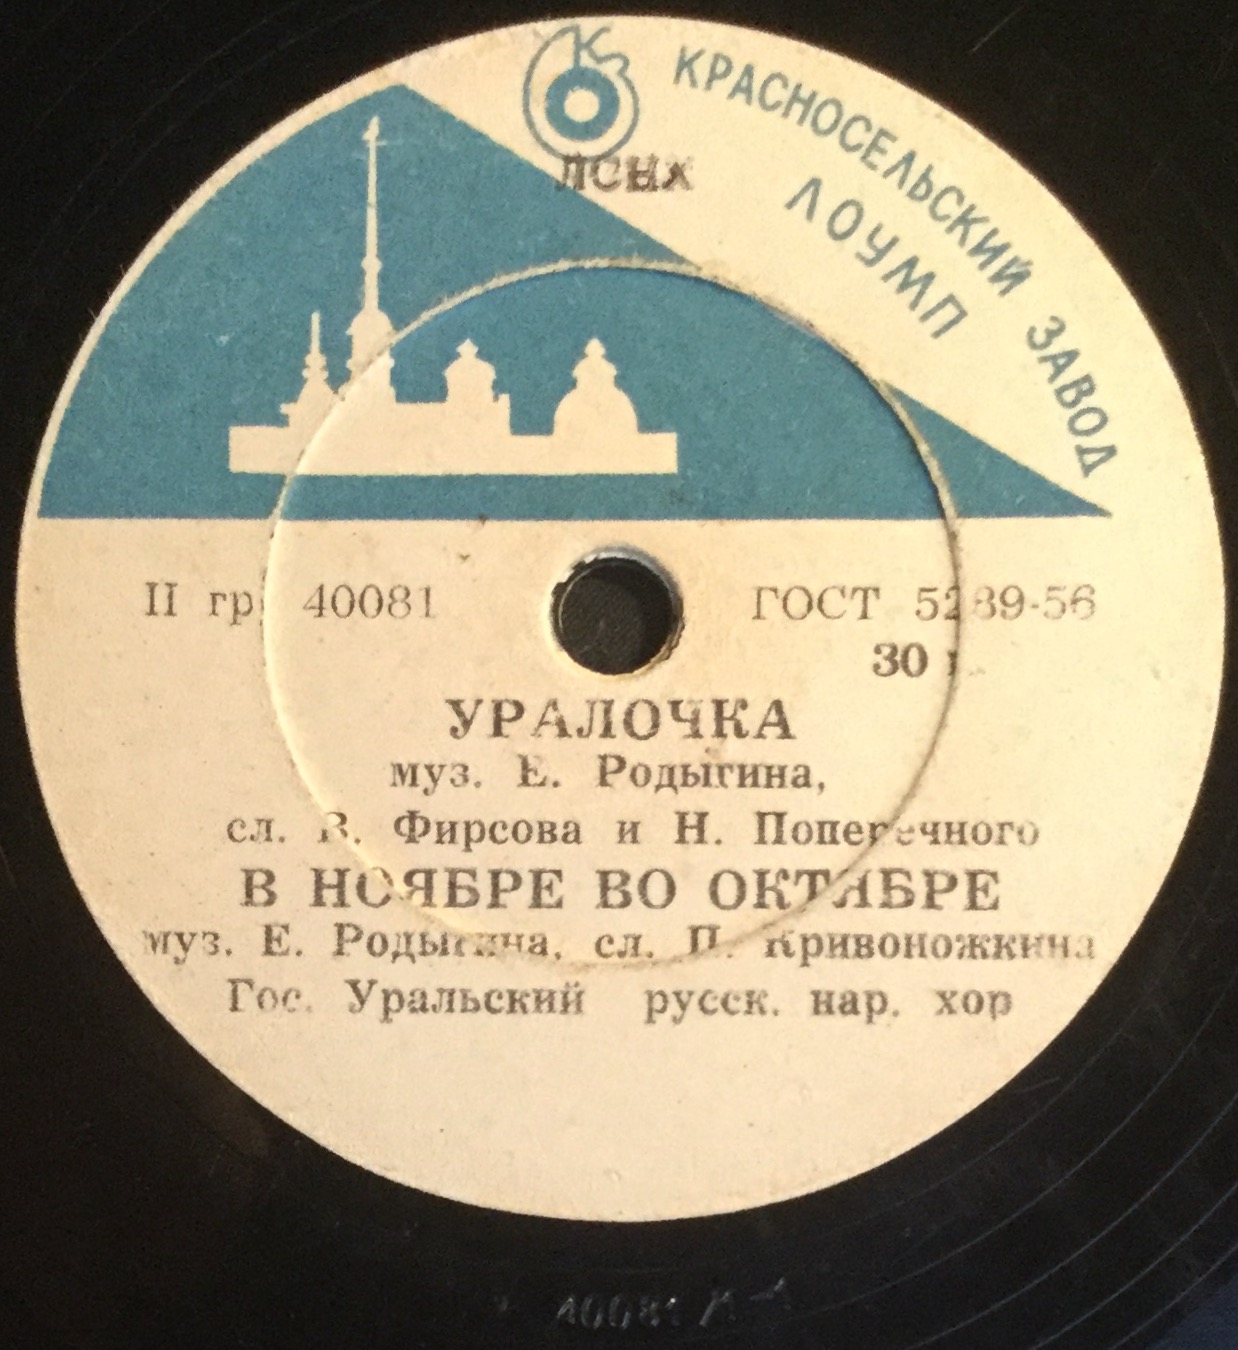 КРАСНОСЕЛЬСКИЙ ЗАВОД
ЛОУМП
ЛСНХ
II гр. 40081
ГОСТ 5289-56
30 к
УРАЛОЧКА
муз. Е. Родыгина,
сл. В. Фирсова и Н. Поперечного
В НОЯБРЕ ВО ОКТЯБРЕ
муз. Е. Родыгина, сл. П. Кривоножкина
Гос. Уральский русск. нар. хор
40081